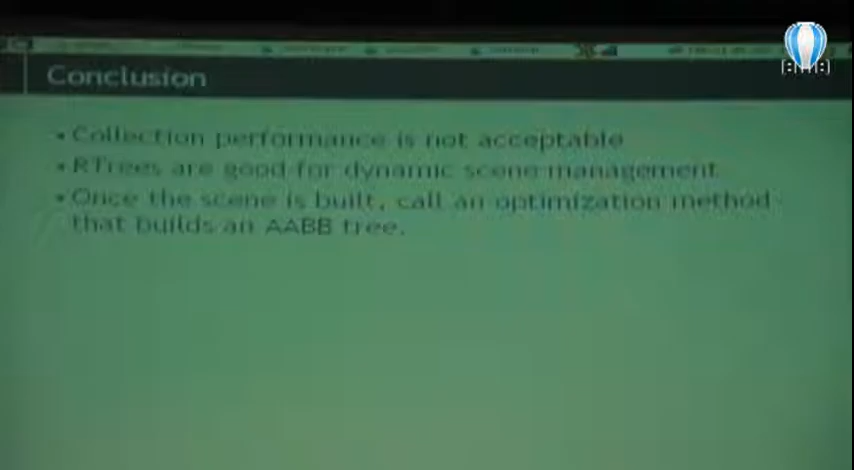 Conclusion
Collection performance is not acceptable
RTrees are good for dynamic scene management
Once the scene is built, call an optimization method
that builds an AABB tree.